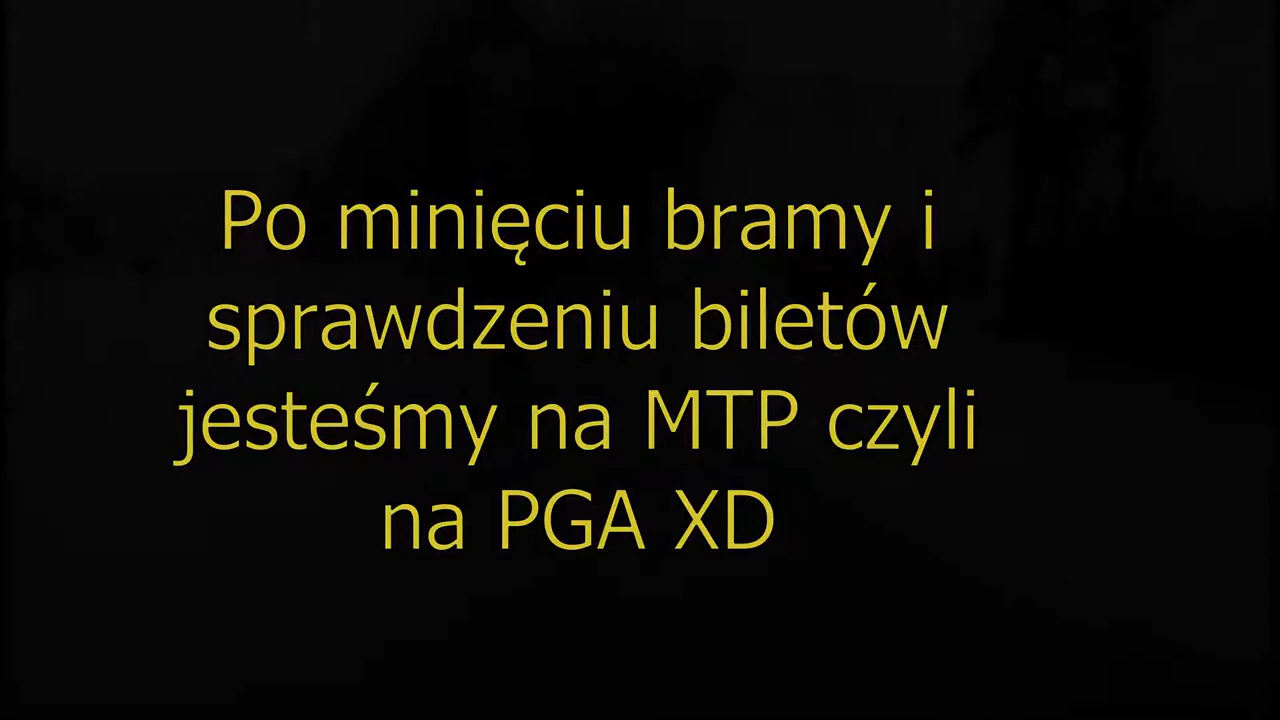 Po minięciu bramy i
sprawdzeniu biletów
jesteśmy na MTP czyli
na PGA XD